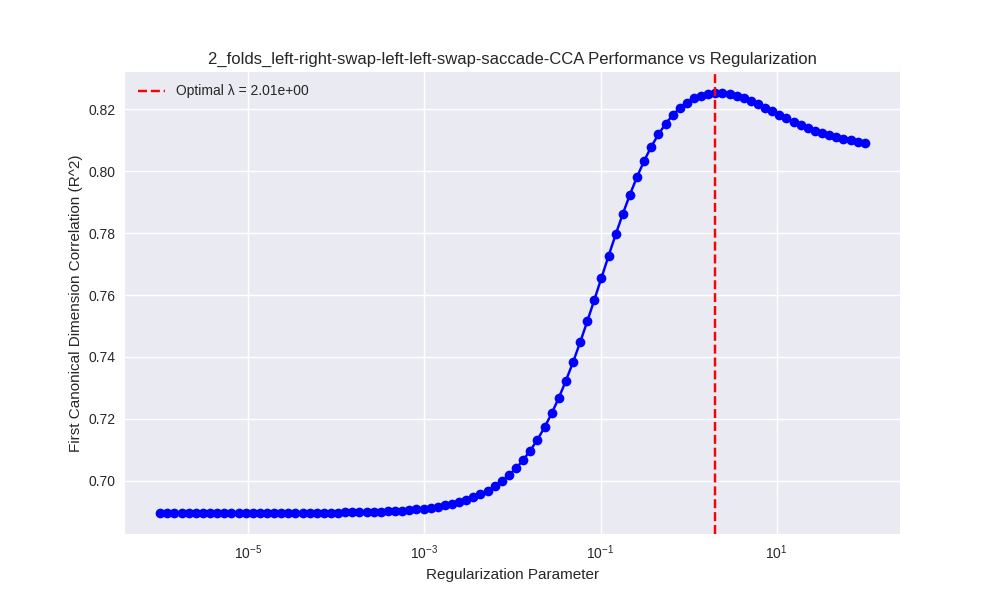 2_folds_left-right-swap-left-left-swap-saccade-CCA Performance vs Regularization
Optimal λ = 2.01e+00
First Canonical Dimension Correlation (R^2)
0.82
0.80
0.78
0.76
0.74
0.72
0.70
10⁻⁵
10⁻³
10⁻¹
10¹
Regularization Parameter